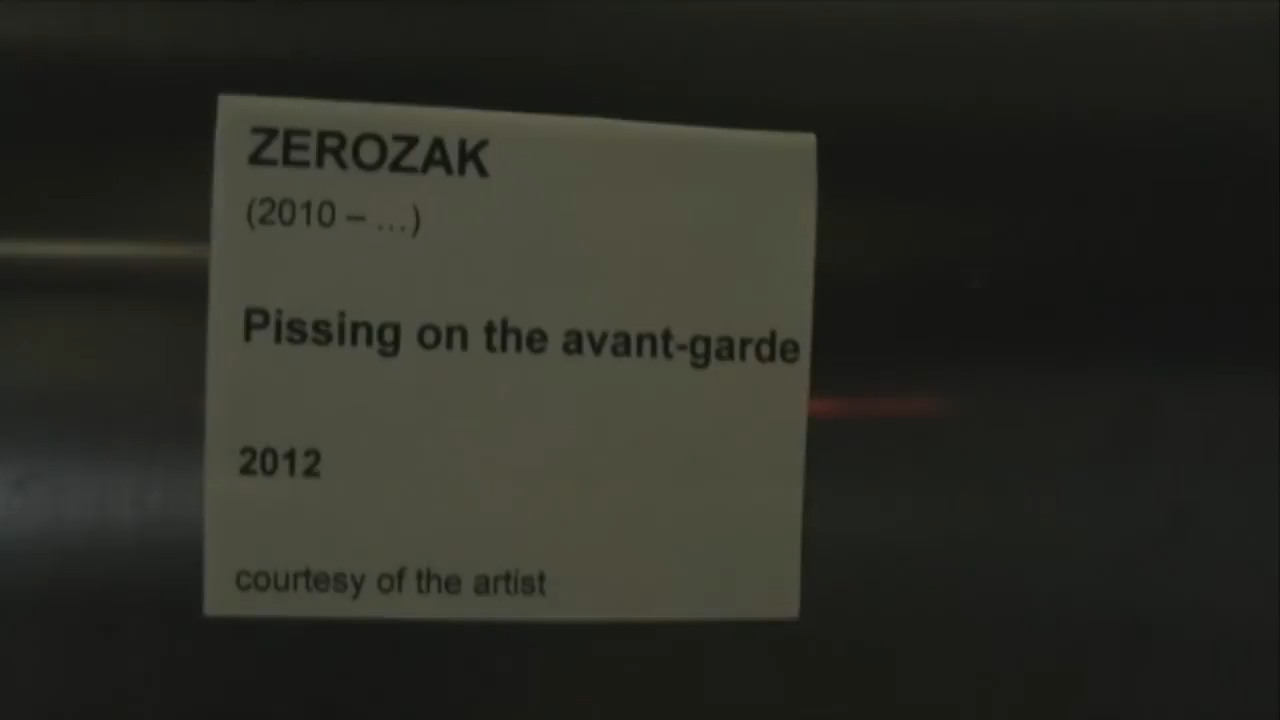 ZEROZAK
(2010 – ...)
Pissing on the avant-garde
2012
courtesy of the artist